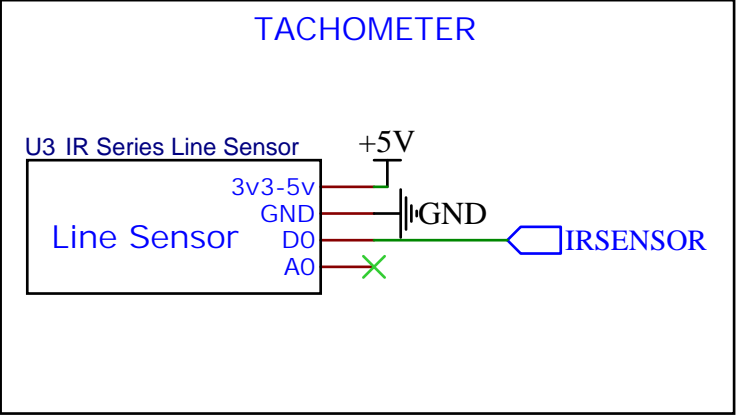 TACHOMETER
U3 IR Series Line Sensor
+5V
3v3-5v
GND
GND
Line Sensor
D0
IRSENSOR
A0